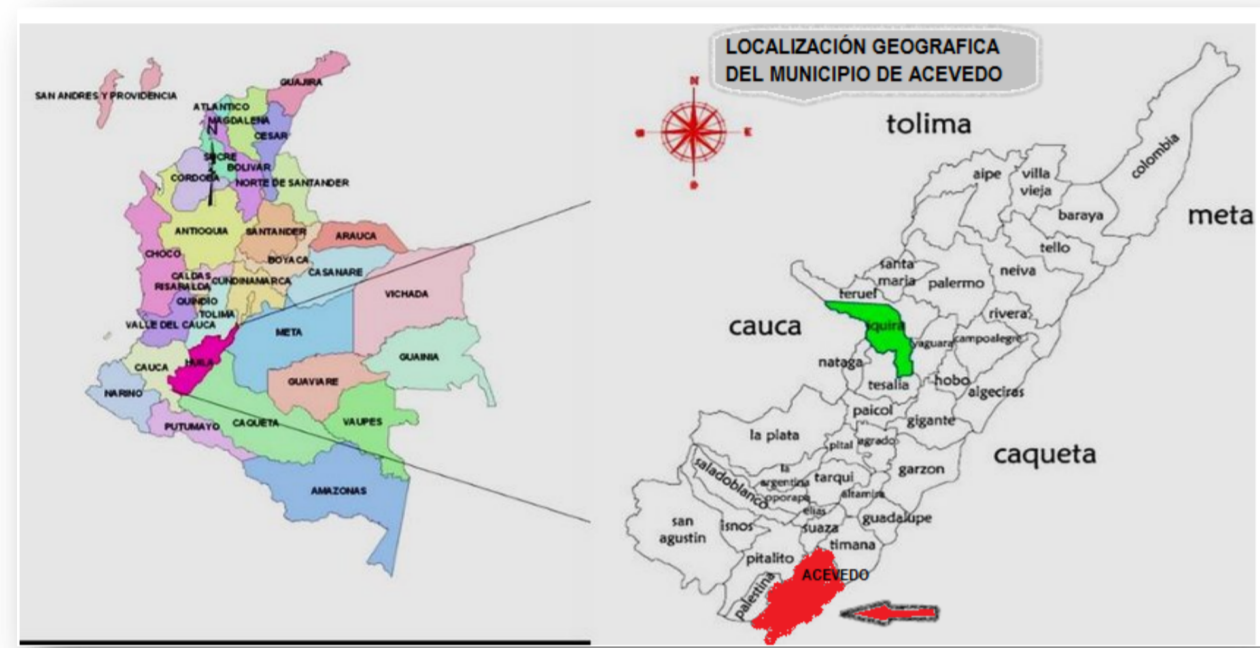 SAN ANDRES Y PROVIDENCIA
GUAJIRA
ATLANTICO
MAGDALENA
N
CESAR
SUCRE
BOLIVAR
CORDOBA
NORTE DE SANTANDER
ANTIOQUIA
SANTANDER
ARAUCA
CHOCO
BOYACA
CASANARE
CALDAS
CUNDINAMARCA
RISARALDA
VICHADA
QUINDIO
TOLIMA
VALLE DEL CAUCA
META
GUAINIA
CAUCA
HUILA
GUAVIARE
NARINO
PUTUMAYO
CAQUETA
VAUPES
AMAZONAS
LOCALIZACIÓN GEOGRAFICA
DEL MUNICIPIO DE ACEVEDO
N
E
tolima
meta
cauca
caqueta
colombia
aipe
villa
vieja
baraya
tello
santa
maria
neiva
palermo
teruel
iquira
rivera
yaguara
campoalegre
nataga
tesalia
hobo
algeciras
paicol
gigante
la plata
pital
agrado
saladoblanco
la
argentina
tarqui
garzon
oporapa
altamira
elias
san
agustin
isnos
suaza
guadalupe
timana
pitalito
palestina
ACEVEDO